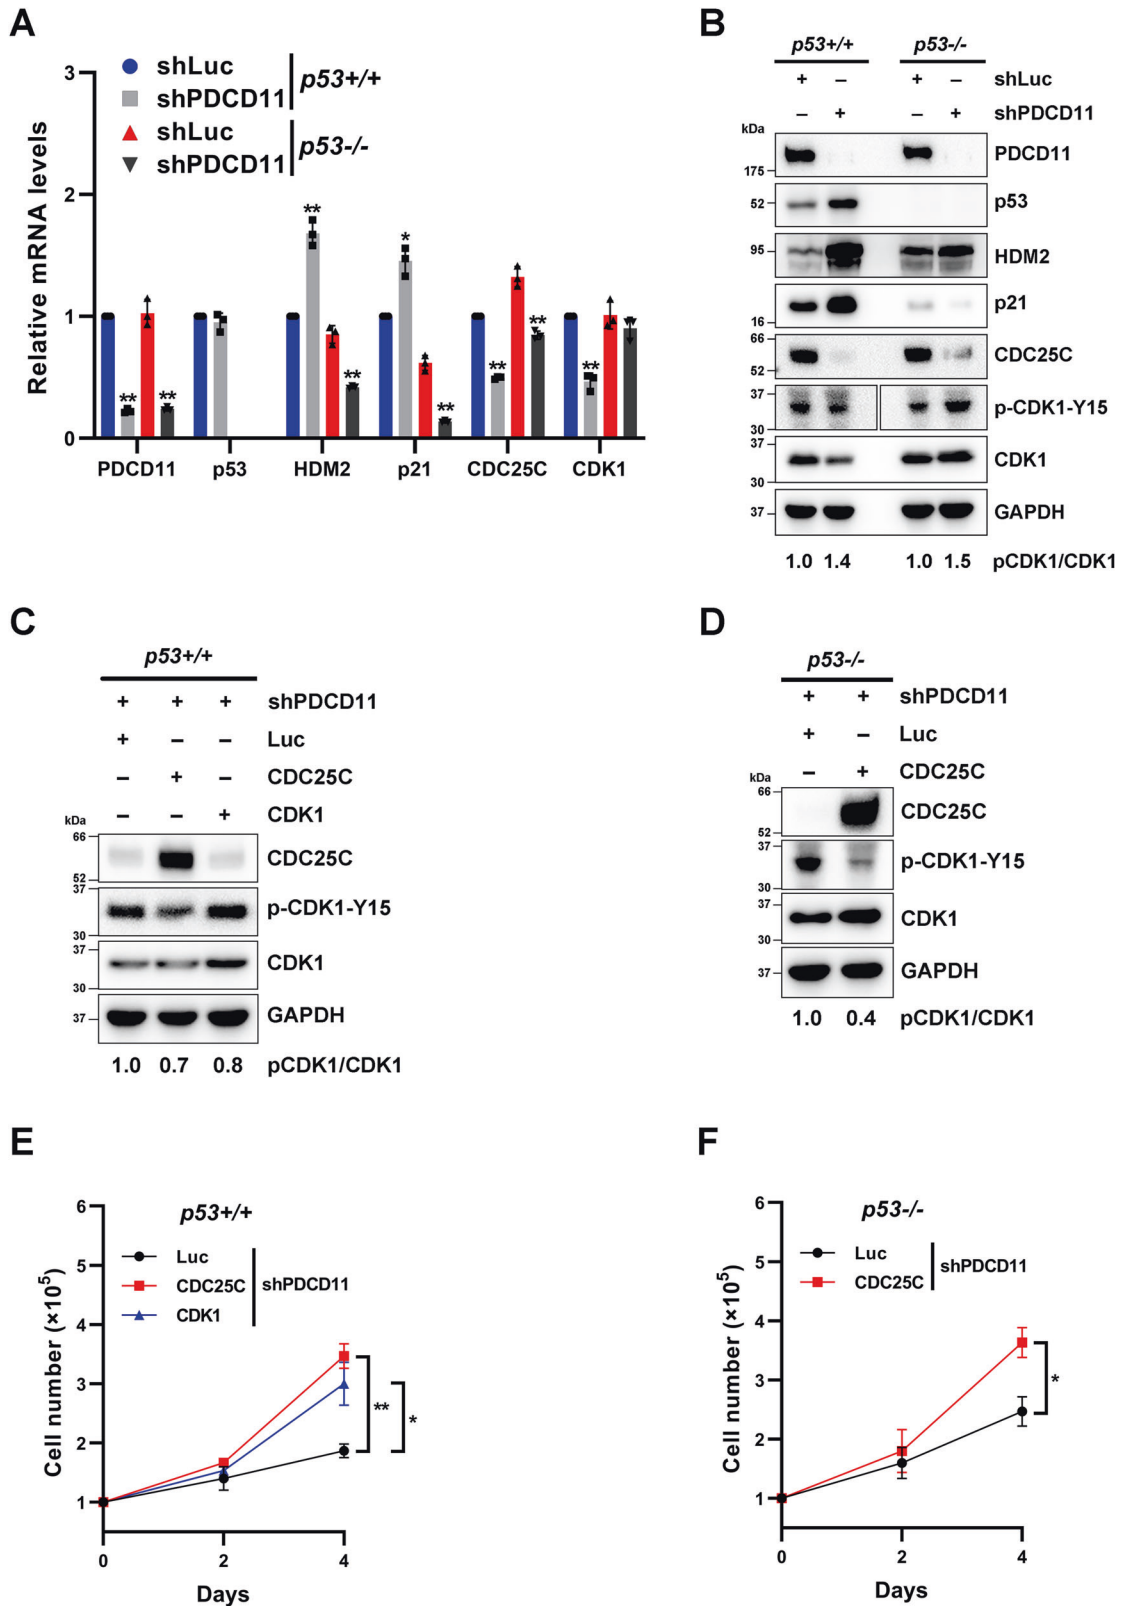 A
shLuc
shPDCD11
p53+/+
shLuc
shPDCD11
p53-/-
Relative mRNA levels
3
2
1
0
**
**
**
**
*
**
**
**
**
PDCD11 p53 HDM2 p21 CDC25C CDK1
B
p53+/+ p53-/-
+ – + – shLuc
– + – + shPDCD11
kDa
175 PDCD11
52 p53
95 HDM2
p21
16
66
CDC25C
52
37
p-CDK1-Y15
30
37
CDK1
30
37 GAPDH
1.0 1.4 1.0 1.5 pCDK1/CDK1
C
p53+/+
+ + + shPDCD11
+ – – Luc
– + – CDC25C
– – + CDK1
kDa
66
CDC25C
52
37
p-CDK1-Y15
30
37
CDK1
30
37 GAPDH
1.0 0.7 0.8 pCDK1/CDK1
D
p53-/-
+ + shPDCD11
+ – Luc
– + CDC25C
kDa
66
CDC25C
52
37
p-CDK1-Y15
30
37
CDK1
30
37 GAPDH
1.0 0.4 pCDK1/CDK1
E
p53+/+
Luc
CDC25C
CDK1
shPDCD11
Cell number (×10⁵)
6
5
4
3
2
1
**
*
0 2 4
Days
F
p53-/-
Luc
CDC25C
shPDCD11
Cell number (×10⁵)
6
5
4
3
2
1
*
0 2 4
Days